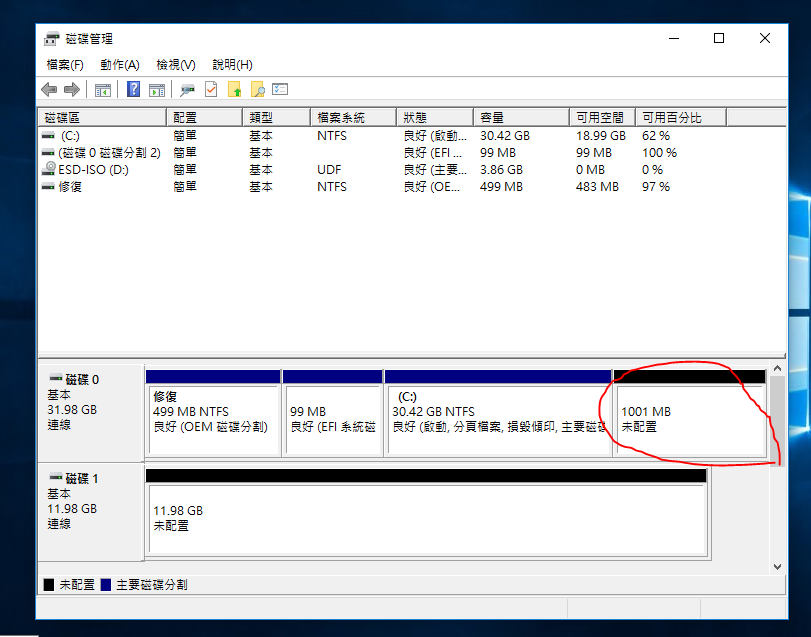 磁碟管理
檔案(F) 動作(A) 檢視(V) 說明(H)
磁碟區 配置 類型 檔案系統 狀態 容量 可用空間 可用百分比
(C:) 簡單 基本 NTFS 良好 (啟動... 30.42 GB 18.99 GB 62 %
(磁碟 0 磁碟分割 2) 簡單 基本 良好 (EFI ... 99 MB 99 MB 100 %
ESD-ISO (D:) 簡單 基本 UDF 良好 (主要... 3.86 GB 0 MB 0 %
修復 簡單 基本 NTFS 良好 (OE... 499 MB 483 MB 97 %
磁碟 0
基本
31.98 GB
連線
修復
499 MB NTFS
良好 (OEM 磁碟分割)
99 MB
良好 (EFI 系統磁
(C:)
30.42 GB NTFS
良好 (啟動, 分頁檔案, 損毀傾印, 主要磁碟
1001 MB
未配置
磁碟 1
基本
11.98 GB
連線
11.98 GB
未配置
未配置 主要磁碟分割